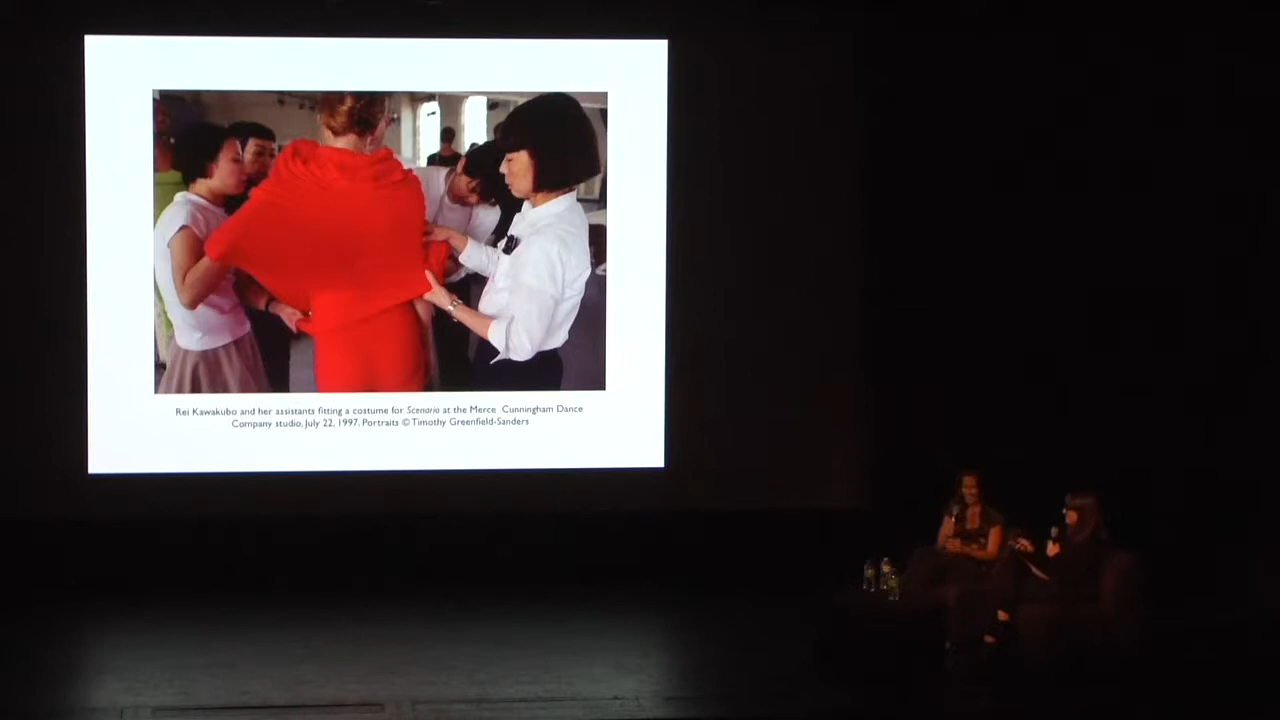 Rei Kawakubo and her assistants fitting a costume for Scenario at the Merce Cunningham Dance
Company studio, July 22, 1997, Portraits © Timothy Greenfield-Sanders